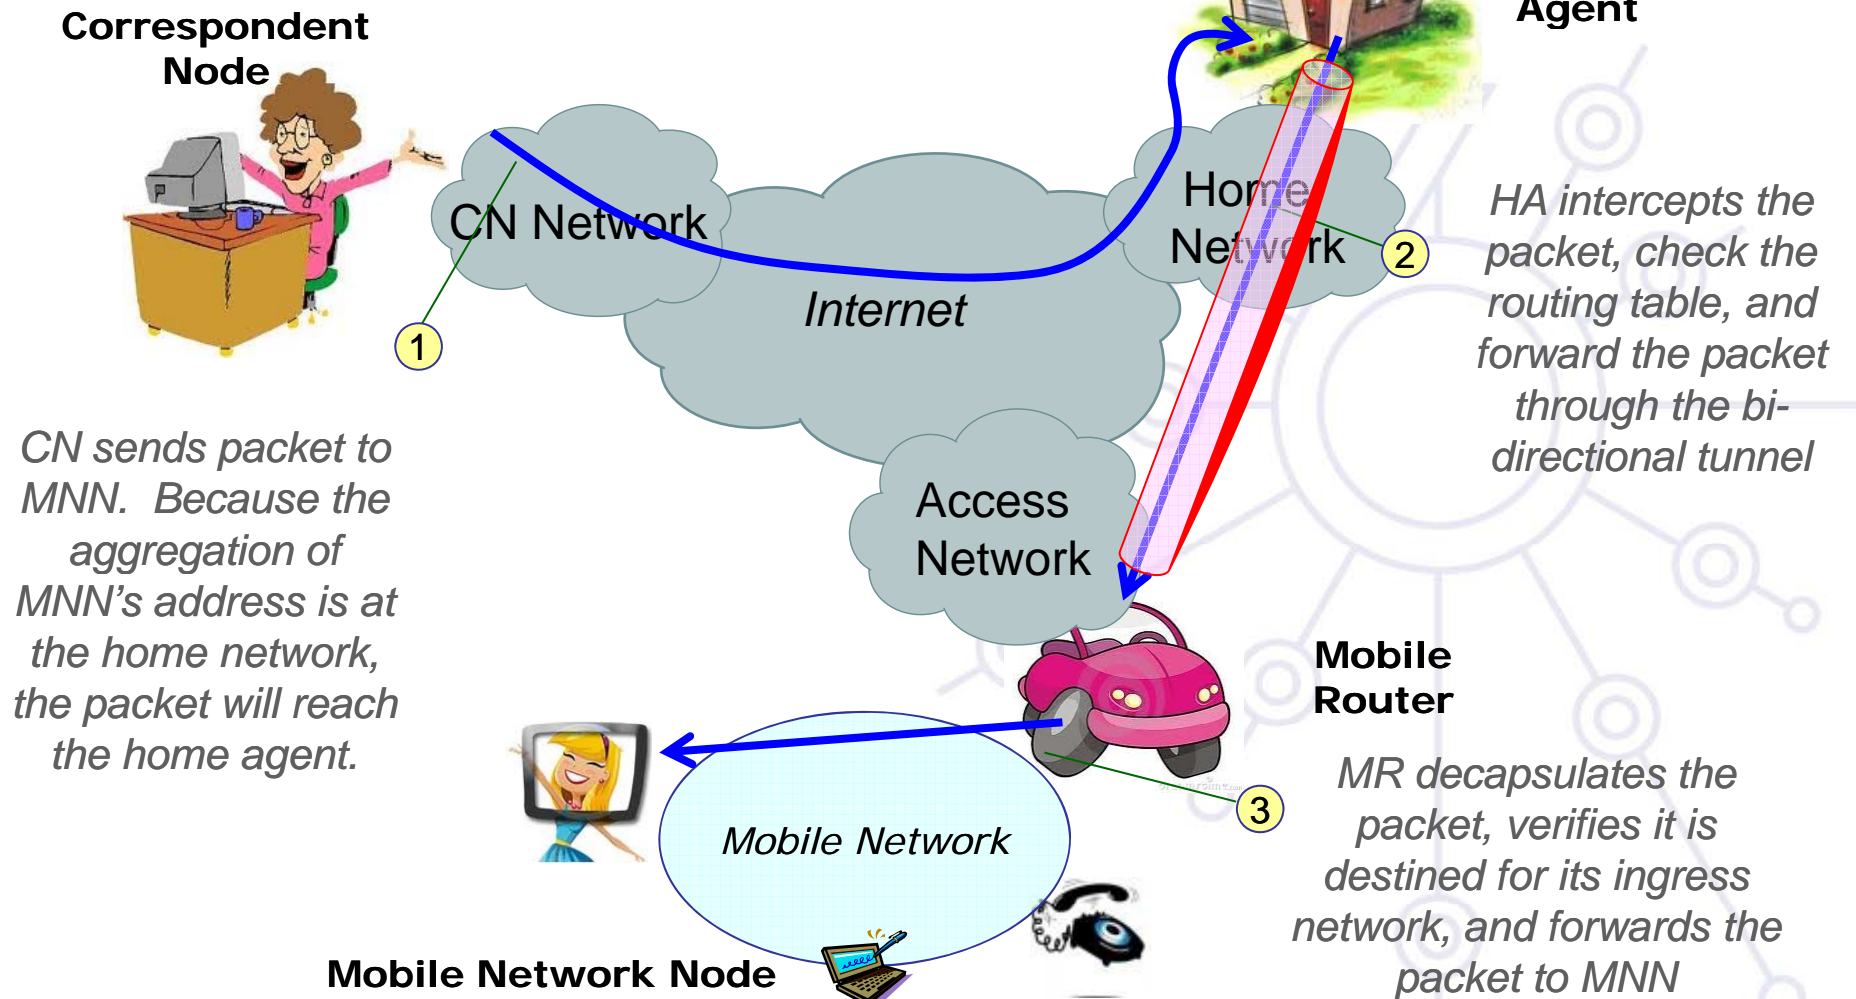 Correspondent
Node
Agent
CN Network
Internet
Home
Network
Access
Network
1
2
HA intercepts the
packet, check the
routing table, and
forward the packet
through the bi-
directional tunnel
CN sends packet to
MNN.  Because the
aggregation of
MNN's address is at
the home network,
the packet will reach
the home agent.
Mobile
Router
3
MR decapsulates the
packet, verifies it is
destined for its ingress
network, and forwards the
packet to MNN
Mobile Network
Mobile Network Node